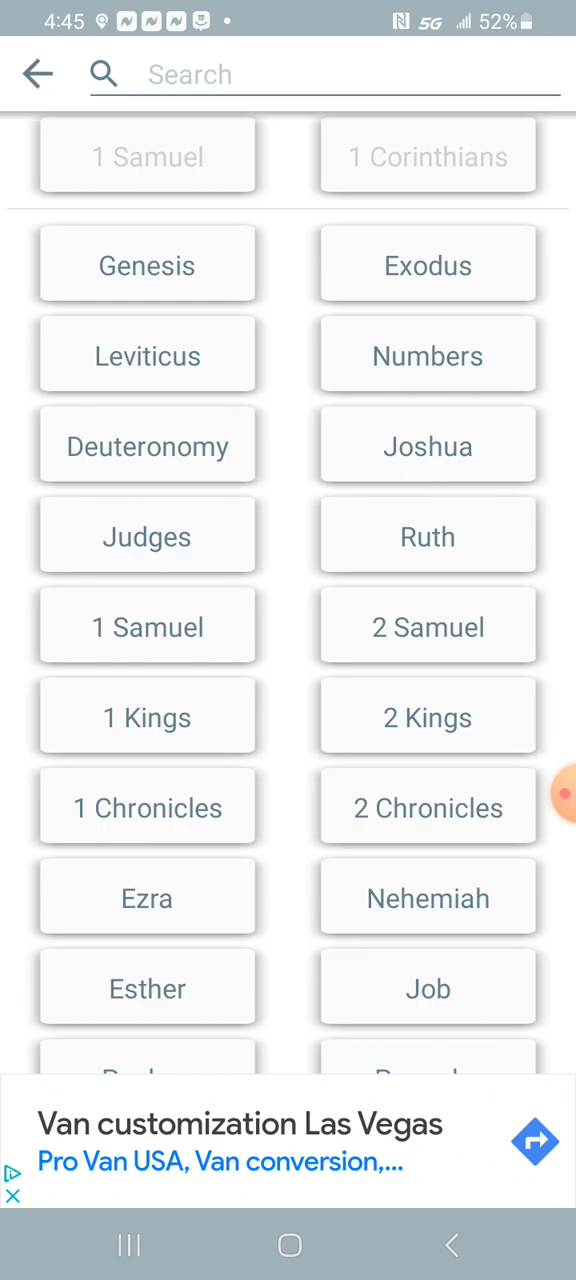 4:45 5G 52%
Search
1 Samuel 1 Corinthians
Genesis Exodus
Leviticus Numbers
Deuteronomy Joshua
Judges Ruth
1 Samuel 2 Samuel
1 Kings 2 Kings
1 Chronicles 2 Chronicles
Ezra Nehemiah
Esther Job
Van customization Las Vegas
Pro Van USA, Van conversion,...